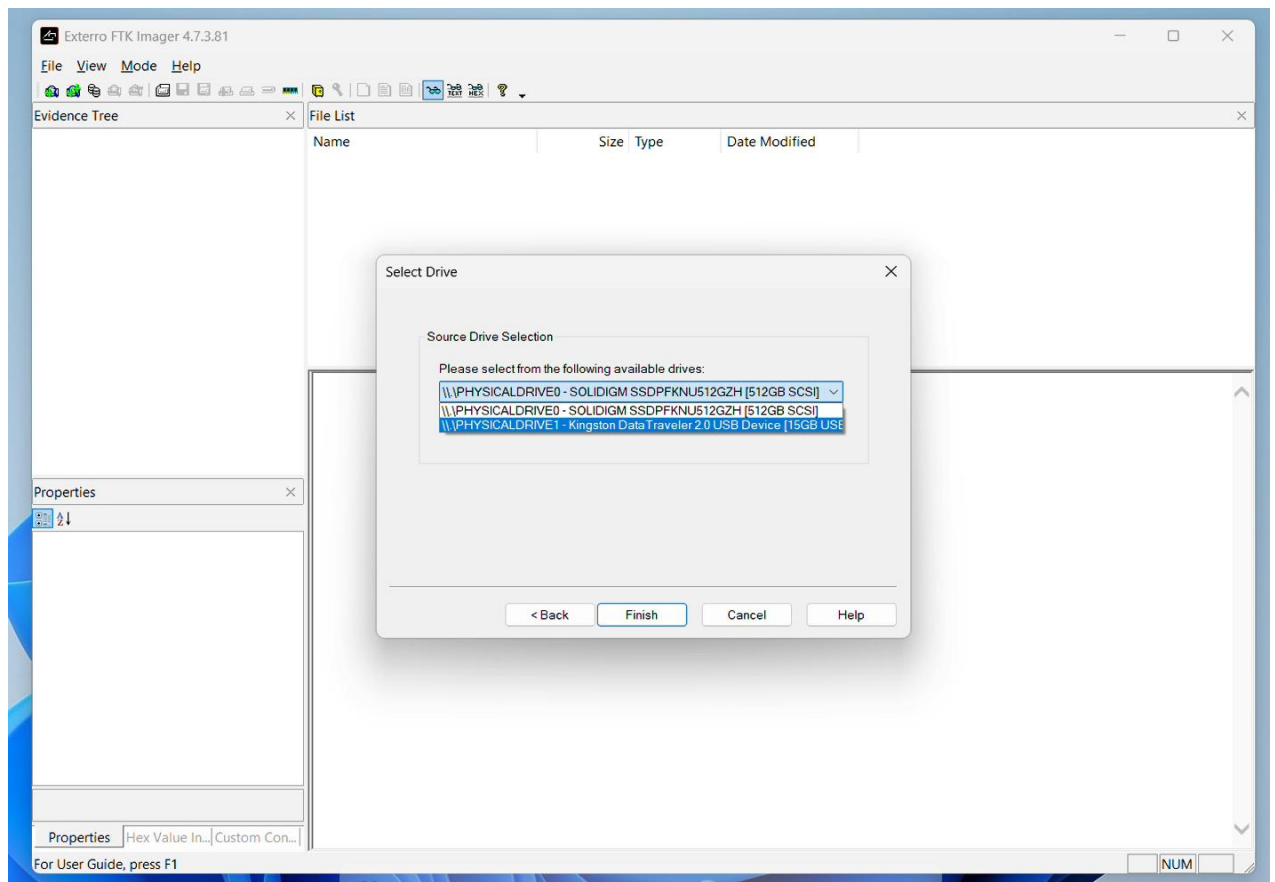 Exterro FTK Imager 4.7.3.81
File View Mode Help
TEXT HEX
Evidence Tree
File List
Name Size Type Date Modified
Select Drive
Source Drive Selection
Please select from the following available drives:
\\.\PHYSICALDRIVE0 - SOLIDIGM SSDPFKNU512GZH [512GB SCSI]
\\.\PHYSICALDRIVE0 - SOLIDIGM SSDPFKNU512GZH [512GB SCSI]
\\.\PHYSICALDRIVE1 - Kingston DataTraveler 2.0 USB Device [15GB USB
Properties
< Back Finish Cancel Help
Properties Hex Value In... Custom Con...
For User Guide, press F1
NUM